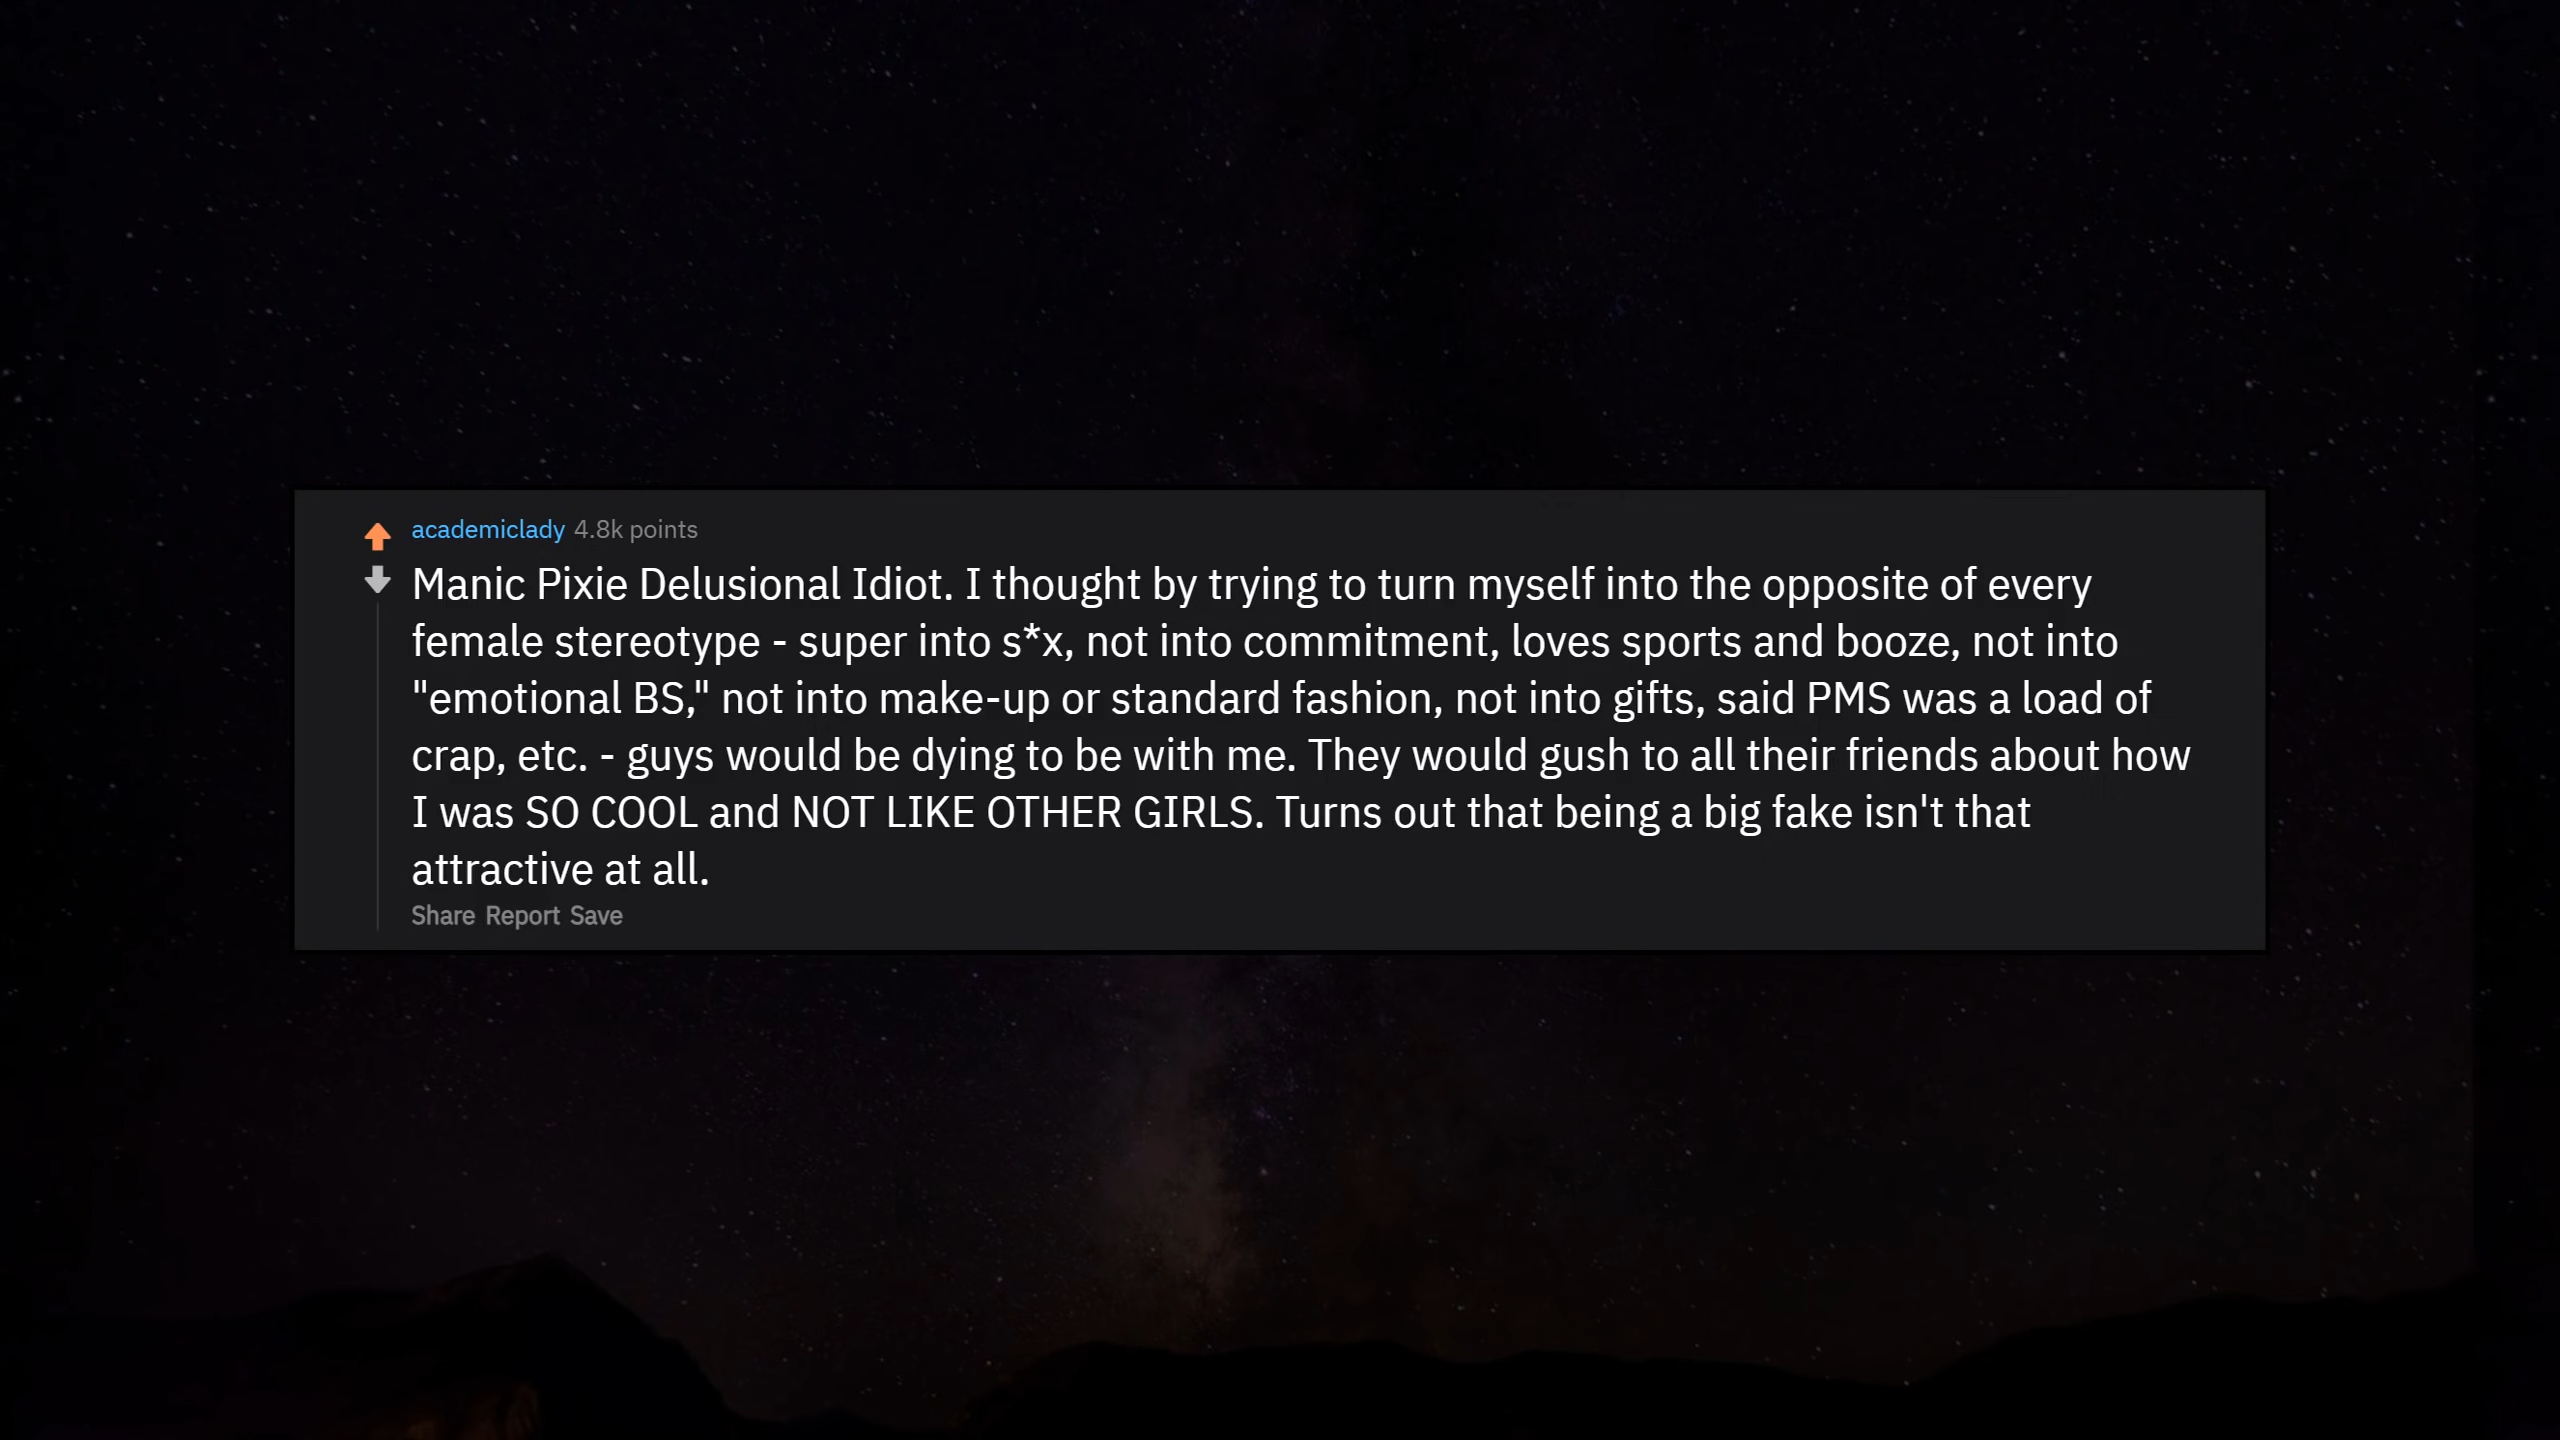 academiclady 4.8k points
Manic Pixie Delusional Idiot. I thought by trying to turn myself into the opposite of every
female stereotype - super into s*x, not into commitment, loves sports and booze, not into
"emotional BS," not into make-up or standard fashion, not into gifts, said PMS was a load of
crap, etc. - guys would be dying to be with me. They would gush to all their friends about how
I was SO COOL and NOT LIKE OTHER GIRLS. Turns out that being a big fake isn't that
attractive at all.
Share Report Save